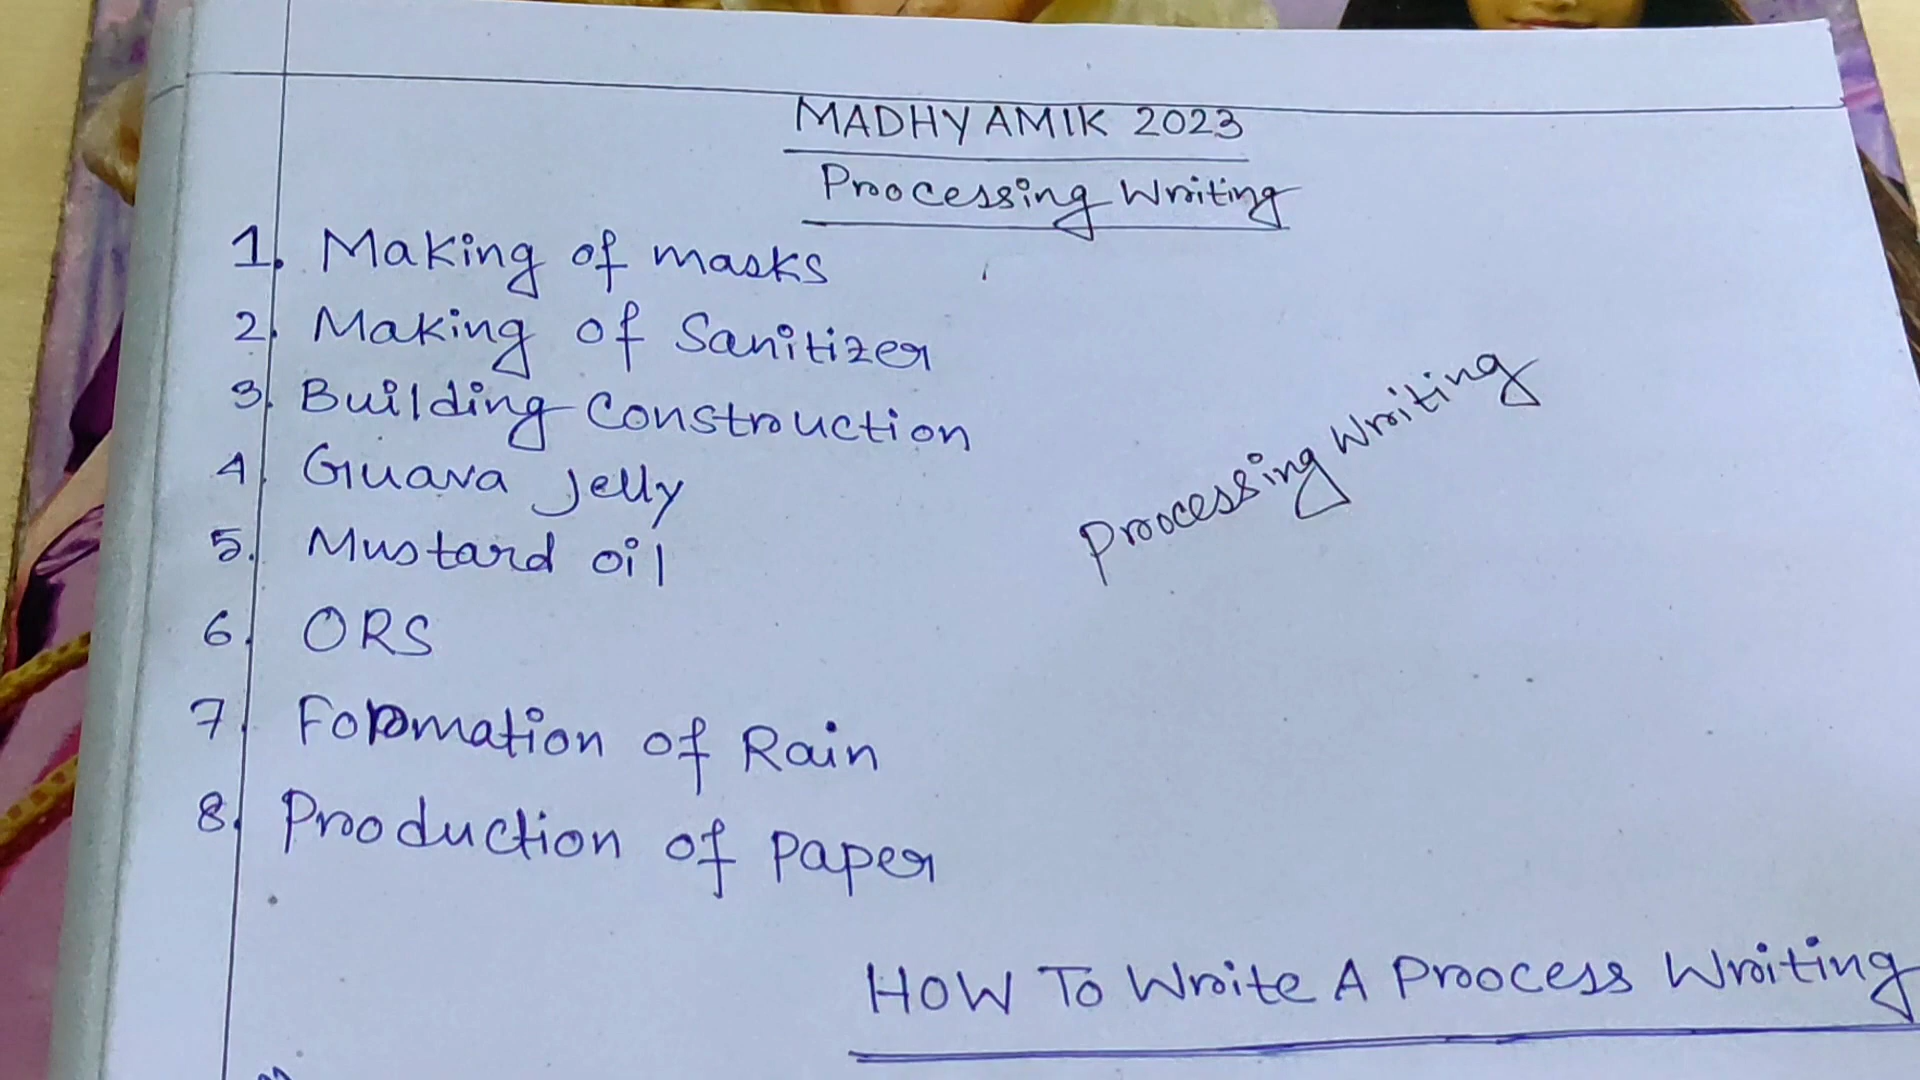 MADHYAMIK 2023
Processing Writing
1. Making of masks
2. Making of Sanitizer
3. Building Construction
4. Guava Jelly
5. Mustard oil
6. ORS
7. Formation of Rain
8. Production of Paper
Processing Writing
HOW To Write A Process Writing